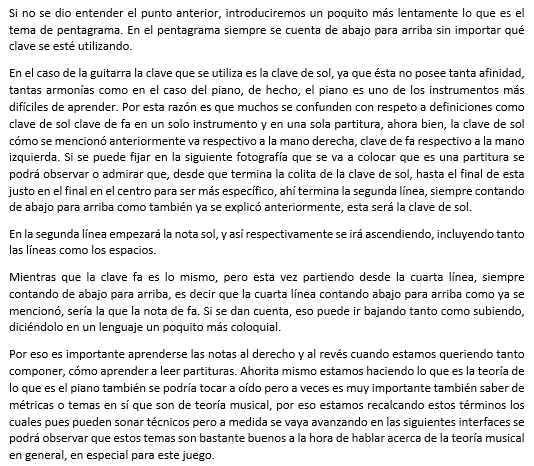 Si no se dio entender el punto anterior, introduciremos un poquito más lentamente lo que es el
tema de pentagrama. En el pentagrama siempre se cuenta de abajo para arriba sin importar qué
clave se esté utilizando.
En el caso de la guitarra la clave que se utiliza es la clave de sol, ya que ésta no posee tanta afinidad,
tantas armonías como en el caso del piano, de hecho, el piano es uno de los instrumentos más
difíciles de aprender. Por esta razón es que muchos se confunden con respeto a definiciones como
clave de sol clave de fa en un solo instrumento y en una sola partitura, ahora bien, la clave de sol
cómo se mencionó anteriormente va respectivo a la mano derecha, clave de fa respectivo a la mano
izquierda. Si se puede fijar en la siguiente fotografía que se va a colocar que es una partitura se
podrá observar o admirar que, desde que termina la colita de la clave de sol, hasta el final de esta
justo en el final en el centro para ser más específico, ahí termina la segunda línea, siempre contando
de abajo para arriba como también ya se explicó anteriormente, esta será la clave de sol.
En la segunda línea empezará la nota sol, y así respectivamente se irá ascendiendo, incluyendo tanto
las líneas como los espacios.
Mientras que la clave fa es lo mismo, pero esta vez partiendo desde la cuarta línea, siempre
contando de abajo para arriba, es decir que la cuarta línea contando abajo para arriba como ya se
mencionó, sería la que la nota de fa. Si se dan cuenta, eso puede ir bajando tanto como subiendo,
diciéndolo en un lenguaje un poquito más coloquial.
Por eso es importante aprenderse las notas al derecho y al revés cuando estamos queriendo tanto
componer, cómo aprender a leer partituras. Ahorita mismo estamos haciendo lo que es la teoría de
lo que es el piano también se podría tocar a oído pero a veces es muy importante también saber de
métricas o temas en sí que son de teoría musical, por eso estamos recalcando estos términos los
cuales pues pueden sonar técnicos pero a medida se vaya avanzando en las siguientes interfaces se
podrá observar que estos temas son bastante buenos a la hora de hablar acerca de la teoría musical
en general, en especial para este juego.